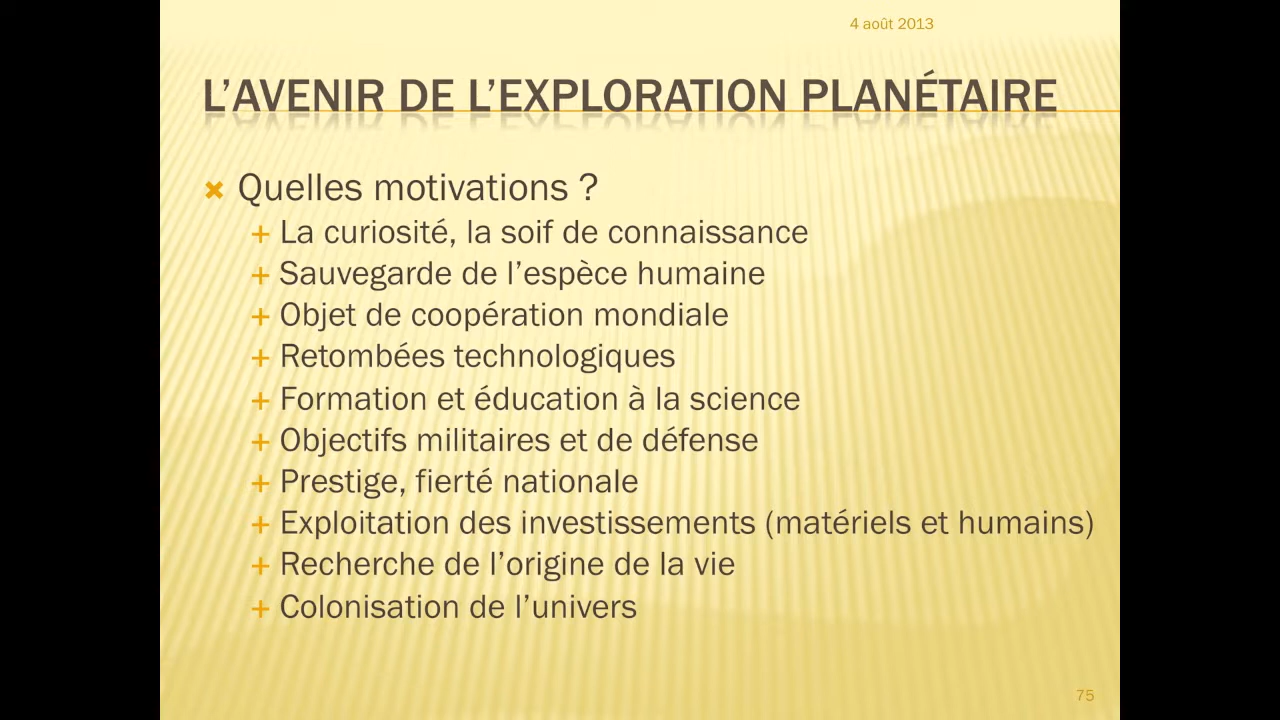 4 août 2013
L’AVENIR DE L’EXPLORATION PLANÉTAIRE
Quelles motivations ?
La curiosité, la soif de connaissance
Sauvegarde de l’espèce humaine
Objet de coopération mondiale
Retombées technologiques
Formation et éducation à la science
Objectifs militaires et de défense
Prestige, fierté nationale
Exploitation des investissements (matériels et humains)
Recherche de l’origine de la vie
Colonisation de l’univers
75